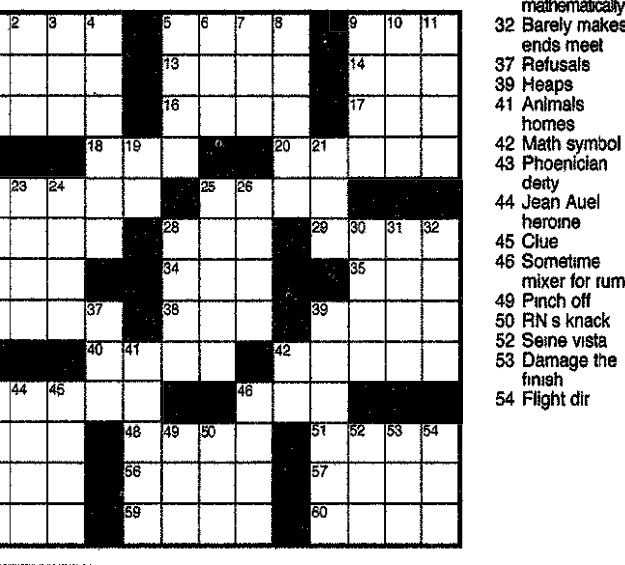 2 3 4 5 6 7 8 9 10 11
13 14
16 17
18 19 20 21
23 24 25 26
28 29 30 31 32
34 35
37 38 39
40 41 42
44 45 46
48 49 50 51 52 53 54
56 57
59 60
mathematically
32 Barely makes
ends meet
37 Refusals
39 Heaps
41 Animals
homes
42 Math symbol
43 Phoenician
deity
44 Jean Auel
heroine
45 Clue
46 Sometime
mixer for rum
49 Pinch off
50 RN s knack
52 Seine vista
53 Damage the
finish
54 Flight dir